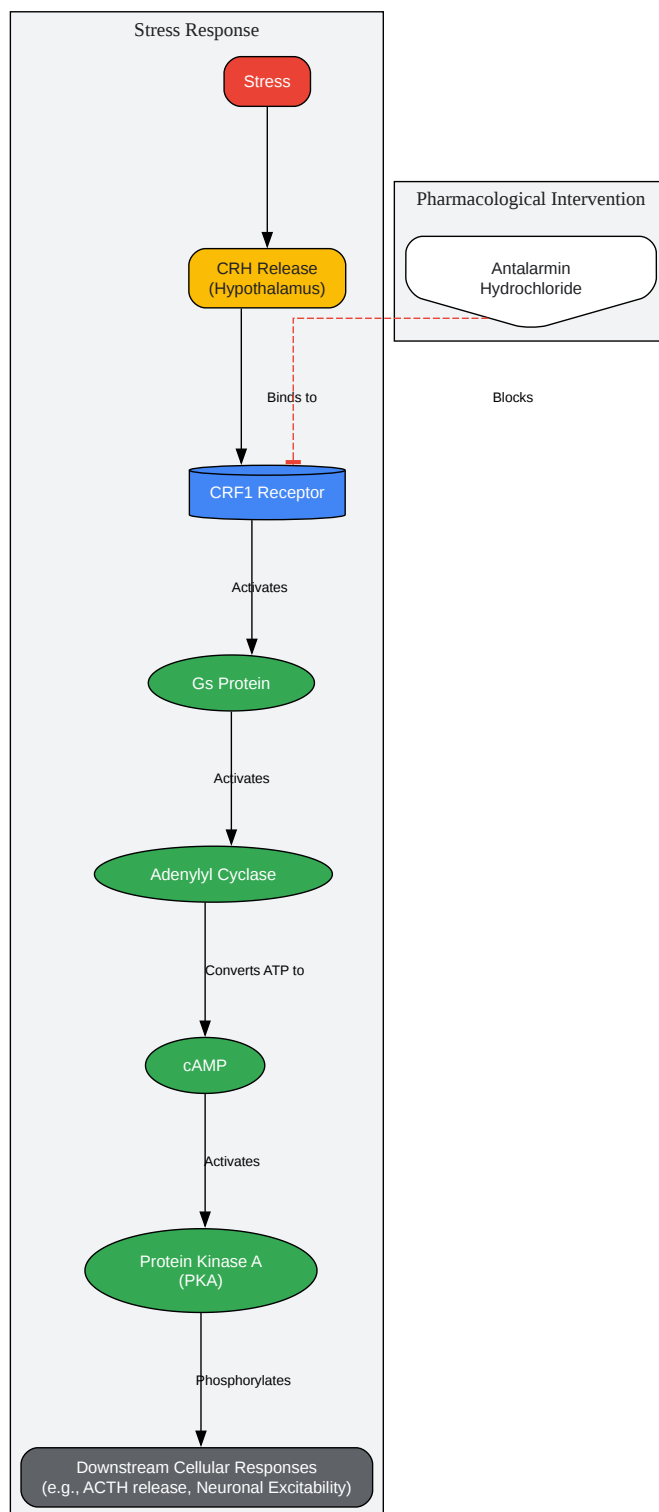 Stress Response
Stress
Pharmacological Intervention
CRH Release
(Hypothalamus)
Antalarmin
Hydrochloride
Binds to
Blocks
CRF1 Receptor
Activates
Gs Protein
Activates
Adenylyl Cyclase
Converts ATP to
cAMP
Activates
Protein Kinase A
(PKA)
Phosphorylates
Downstream Cellular Responses
(e.g., ACTH release, Neuronal Excitability)